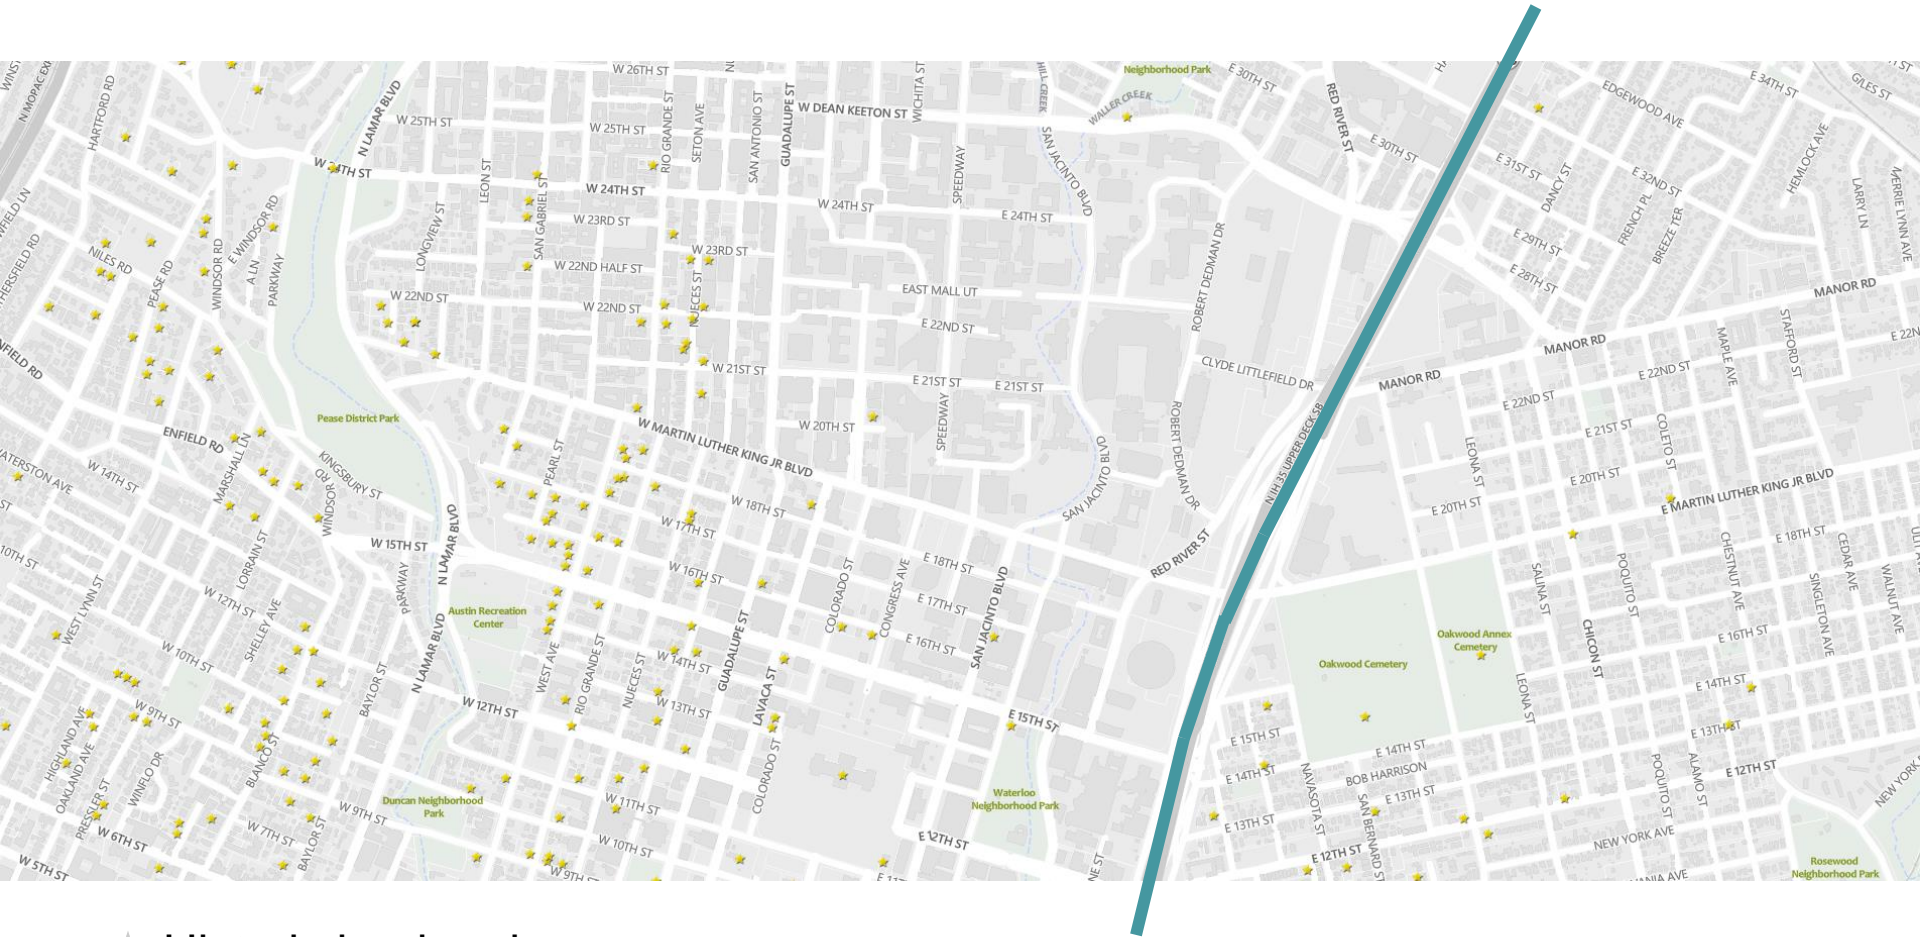 W 26TH ST
Neighborhood Park
E 30TH ST
E 34TH ST
GILES ST
N MOPAC EX
HARTFORD RD
N LAMAR BLVD
W 25TH ST
W 25TH ST
RIO GRANDE ST
SETON AVE
SAN ANTONIO ST
GUADALUPE ST
W DEAN KEETON ST
WICHITA ST
HILL CREEK
WALLER CREEK
RED RIVER ST
E 30TH ST
EDGEWOOD AVE
HEMLOCK AVE
W 24TH ST
LEON ST
W 24TH ST
W 24TH ST
SPEEDWAY
SAN JACINTO BLVD
E 24TH ST
E 31ST ST
DANCY ST
E 32ND ST
FRENCH PL
BREEZE TER
LARRY LN
MERRIE LYNN AVE
LONGVIEW ST
SAN GABRIEL ST
W 23RD ST
W 23RD ST
E WINDSOR RD
NILES RD
PEASE RD
WINDSOR RD
PARKWAY
W 22ND HALF ST
NUECES ST
EAST MALL UT
ROBERT DEDMAN DR
E 29TH ST
E 28TH ST
MANOR RD
W 22ND ST
W 22ND ST
E 22ND ST
MANOR RD
MAPLE AVE
STAFFORD ST
E 22N
ENFIELD RD
W 21ST ST
E 21ST ST
E 21ST ST
CLYDE LITTLEFIELD DR
MANOR RD
E 22ND ST
E 22ND ST
Pease District Park
W MARTIN LUTHER KING JR BLVD
W 20TH ST
SPEEDWAY
ROBERT DEDMAN DR
N IH 35 UPPER DECK SB
E 21ST ST
COLETO ST
LEONA ST
ENFIELD RD
MARSHALL LN
KINGSBURY ST
WINDSOR RD
PEARL ST
W 14TH ST
WATERSTON AVE
W 18TH ST
SAN JACINTO BLVD
E 20TH ST
E 20TH ST
E MARTIN LUTHER KING JR BLVD
W 17TH ST
W 15TH ST
N LAMAR BLVD
RED RIVER ST
E 18TH ST
10TH ST
LORRAIN ST
W 12TH ST
PARKWAY
W 16TH ST
COLORADO ST
CONGRESS AVE
E 18TH ST
SALINA ST
POQUITO ST
CHESTNUT AVE
CEDAR AVE
SINGLETON AVE
WALNUT AVE
WEST LYNN ST
SHELLEY AVE
Austin Recreation
Center
E 17TH ST
E 16TH ST
SAN JACINTO BLVD
Oakwood Annex
Cemetery
Oakwood Cemetery
CHICON ST
E 16TH ST
W 10TH ST
N LAMAR BLVD
BAYLOR ST
WEST AVE
RIO GRANDE ST
NUECES ST
W 14TH ST
GUADALUPE ST
LAVACA ST
LEONA ST
E 14TH ST
W 9TH ST
W 12TH ST
W 13TH ST
E 15TH ST
E 15TH ST
E 13TH ST
HIGHLAND AVE
OAKLAND AVE
PRESSLER ST
WINFLO DR
BLANCO ST
COLORADO ST
E 14TH ST
E 14TH ST
BOB HARRISON
E 12TH ST
POQUITO ST
ALAMO ST
NEW YORK
W 9TH ST
Duncan Neighborhood
Park
W 11TH ST
Waterloo
Neighborhood Park
NAVASOTA ST
SAN BERNARD ST
E 13TH ST
E 13TH ST
W 6TH ST
W 7TH ST
BAYLOR ST
W 10TH ST
E 12TH ST
E 12TH ST
NEW YORK AVE
W 5TH ST
W 9TH ST
Rosewood
Neighborhood Park